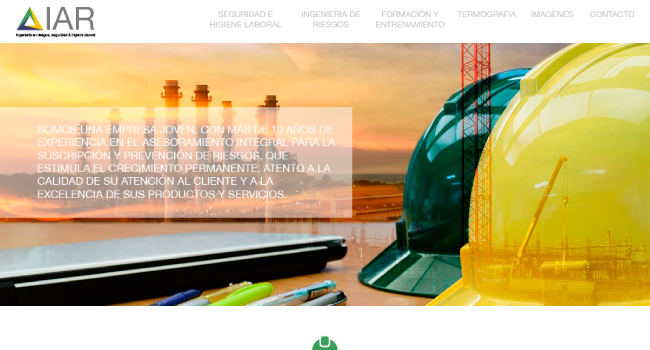 IAR
Ingeniería en riesgos, seguridad & higiene laboral
SEGURIDAD E
HIGIENE LABORAL
INGENIERIA DE
RIESGOS
FORMACIÓN Y
ENTRENAMIENTO
TERMOGRAFIA
IMAGENES
CONTACTO
SOMOS UNA EMPRESA JOVEN, CON MÁS DE 10 AÑOS DE
EXPERIENCIA EN EL ASESORAMIENTO INTEGRAL PARA LA
SUSCRIPCIÓN Y PREVENCIÓN DE RIESGOS, QUE
ESTIMULA EL CRECIMIENTO PERMANENTE, ATENTO A LA
CALIDAD DE SU ATENCIÓN AL CLIENTE Y A LA
EXCELENCIA DE SUS PRODUCTOS Y SERVICIOS.